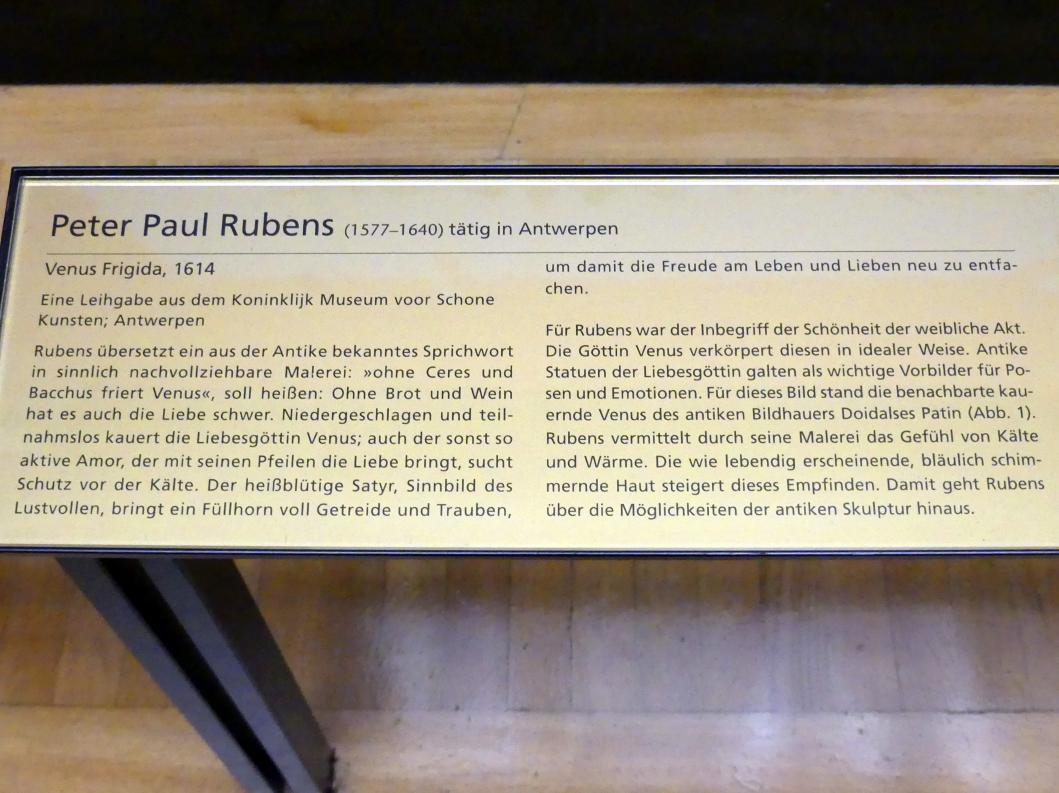 Peter Paul Rubens (1577–1640) tätig in Antwerpen
Venus Frigida, 1614
Eine Leihgabe aus dem Koninklijk Museum voor Schone
Kunsten; Antwerpen
Rubens übersetzt ein aus der Antike bekanntes Sprichwort
in sinnlich nachvollziehbare Malerei: »ohne Ceres und
Bacchus friert Venus«, soll heißen: Ohne Brot und Wein
hat es auch die Liebe schwer. Niedergeschlagen und teil-
nahmslos kauert die Liebesgöttin Venus; auch der sonst so
aktive Amor, der mit seinen Pfeilen die Liebe bringt, sucht
Schutz vor der Kälte. Der heißblütige Satyr, Sinnbild des
Lustvollen, bringt ein Füllhorn voll Getreide und Trauben,
um damit die Freude am Leben und Lieben neu zu entfa-
chen.
Für Rubens war der Inbegriff der Schönheit der weibliche Akt.
Die Göttin Venus verkörpert diesen in idealer Weise. Antike
Statuen der Liebesgöttin galten als wichtige Vorbilder für Po-
sen und Emotionen. Für dieses Bild stand die benachbarte kau-
ernde Venus des antiken Bildhauers Doidalses Patin (Abb. 1).
Rubens vermittelt durch seine Malerei das Gefühl von Kälte
und Wärme. Die wie lebendig erscheinende, bläulich schim-
mernde Haut steigert dieses Empfinden. Damit geht Rubens
über die Möglichkeiten der antiken Skulptur hinaus.